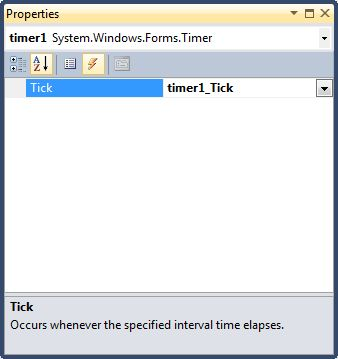 Properties
timer1 System.Windows.Forms.Timer
A
Z
Tick timer1_Tick
Tick
Occurs whenever the specified interval time elapses.